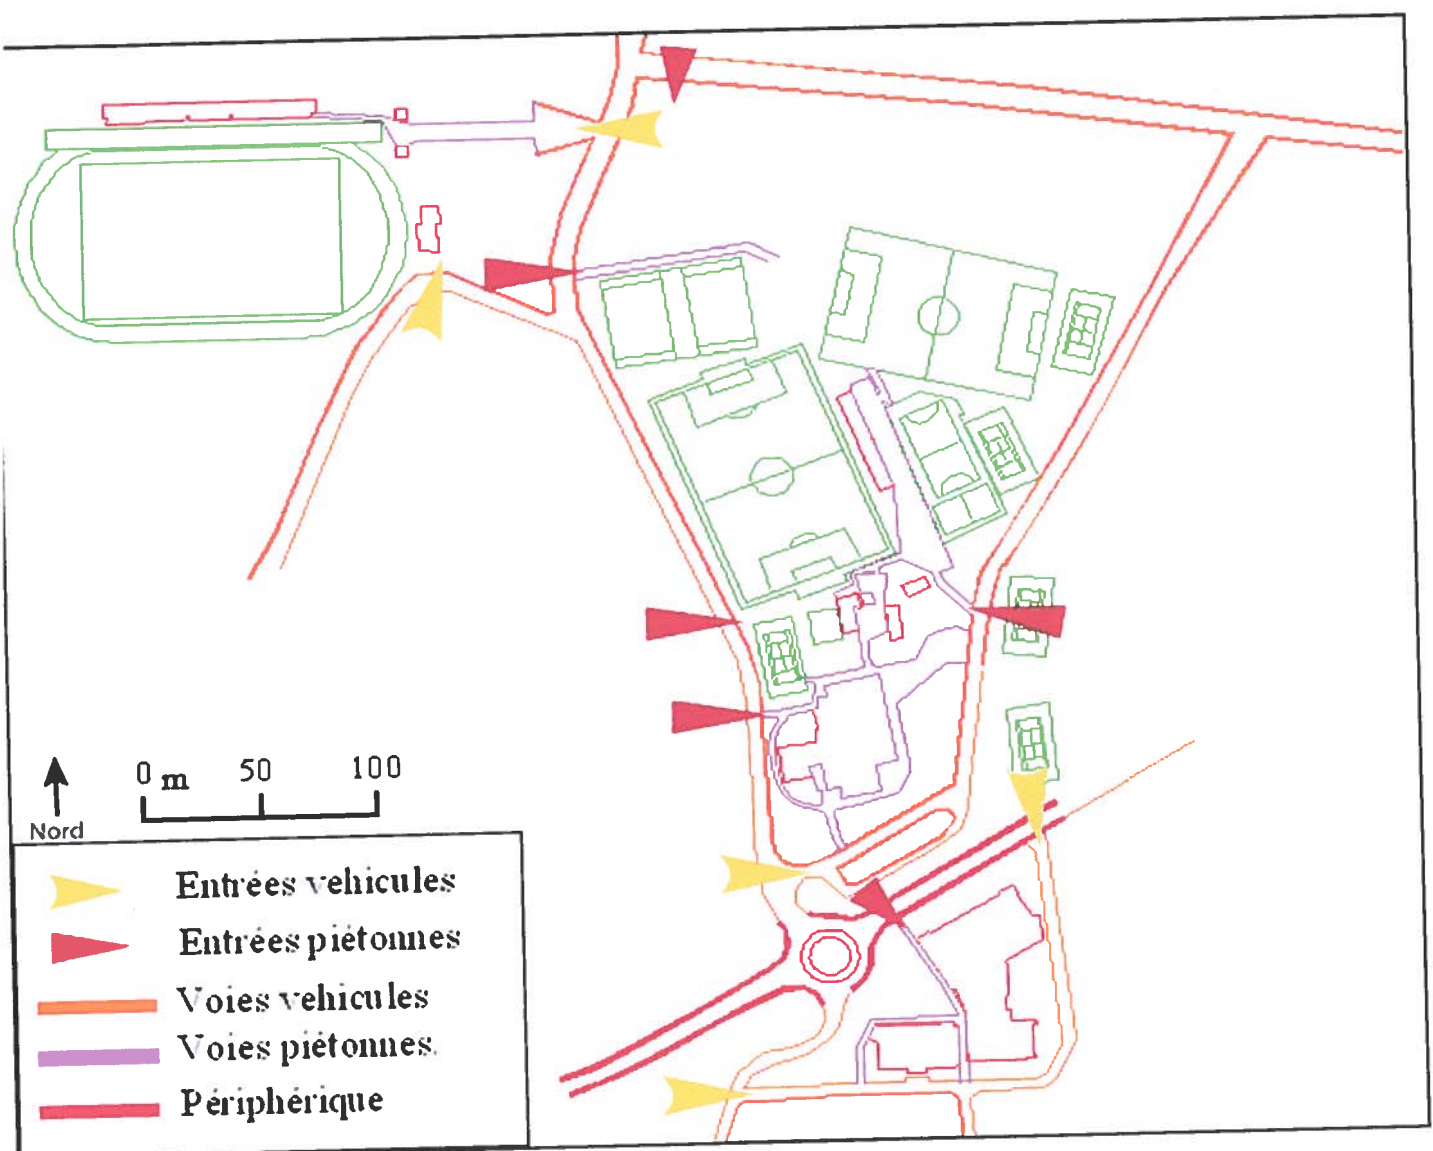 0 m 50 100
Nord
Entrées vehicules
Entrées piétonnes
Voies vehicules
Voies piétonnes.
Périphérique